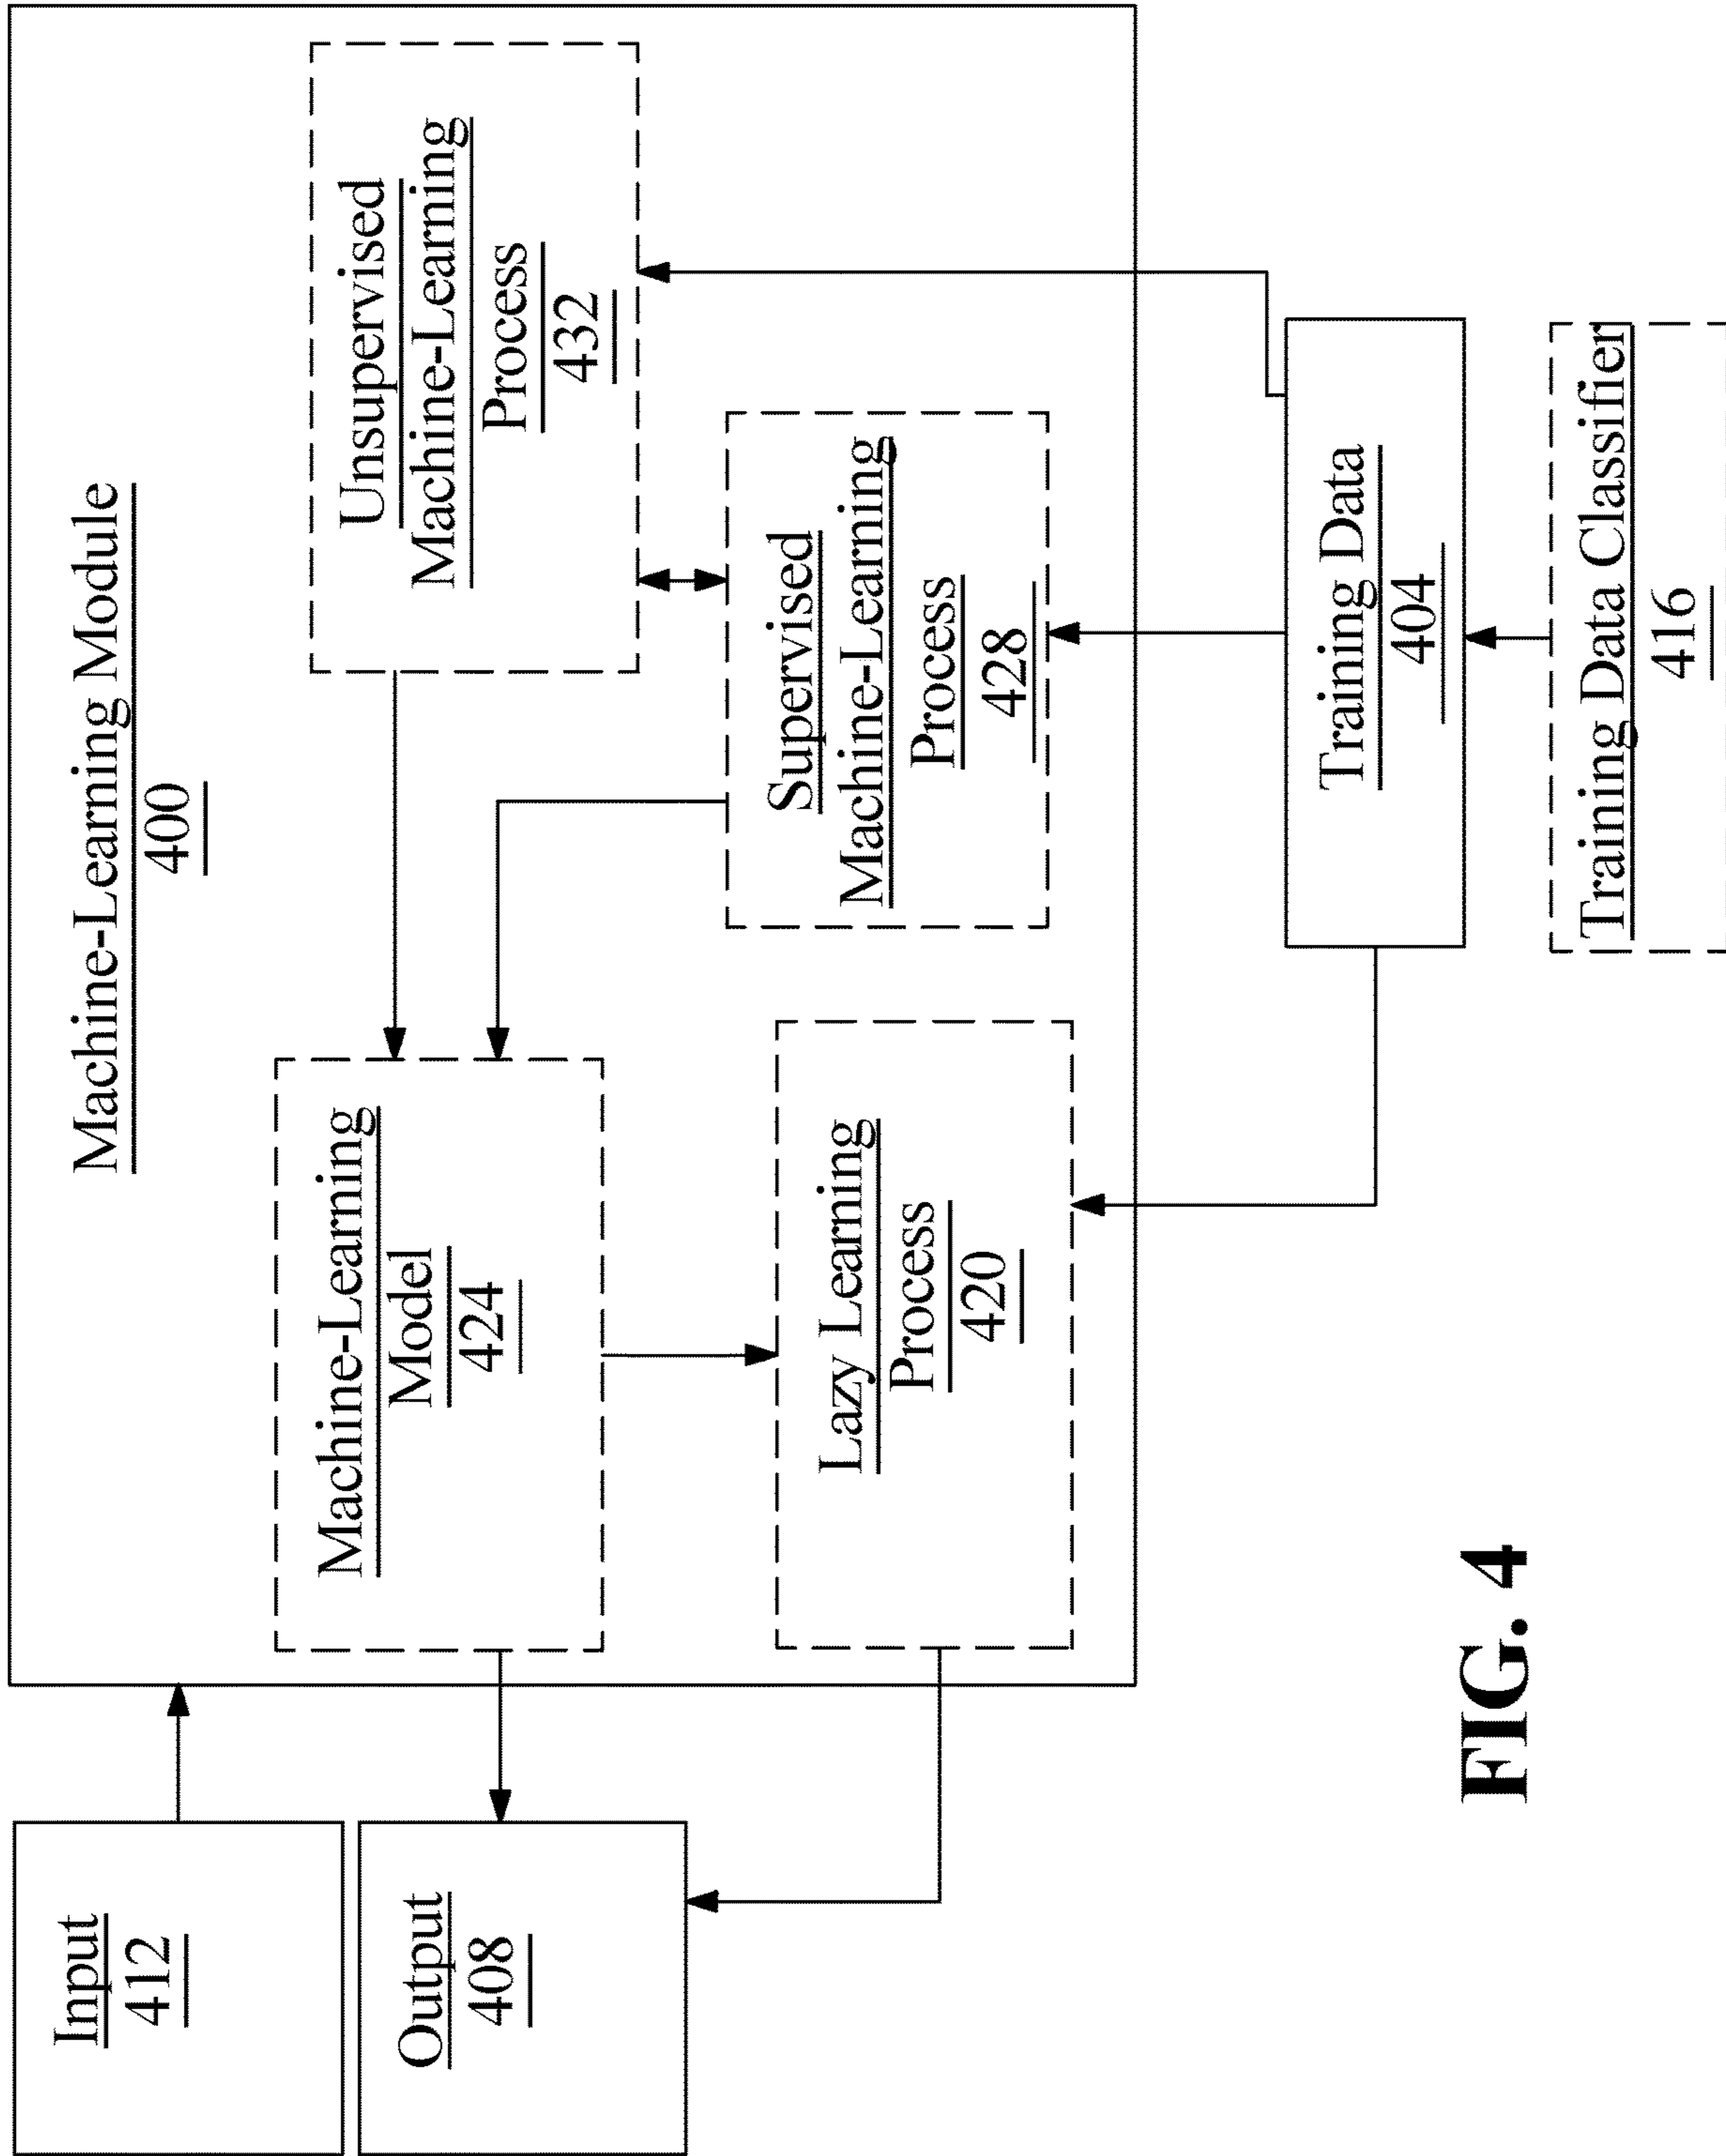 Machine-Learning Module
400
Input
412
Output
408
Machine-Learning
Model
424
Unsupervised
Machine-Learning
Process
432
Lazy Learning
Process
420
Supervised
Machine-Learning
Process
428
Training Data
404
Training Data Classifier
416
FIG. 4